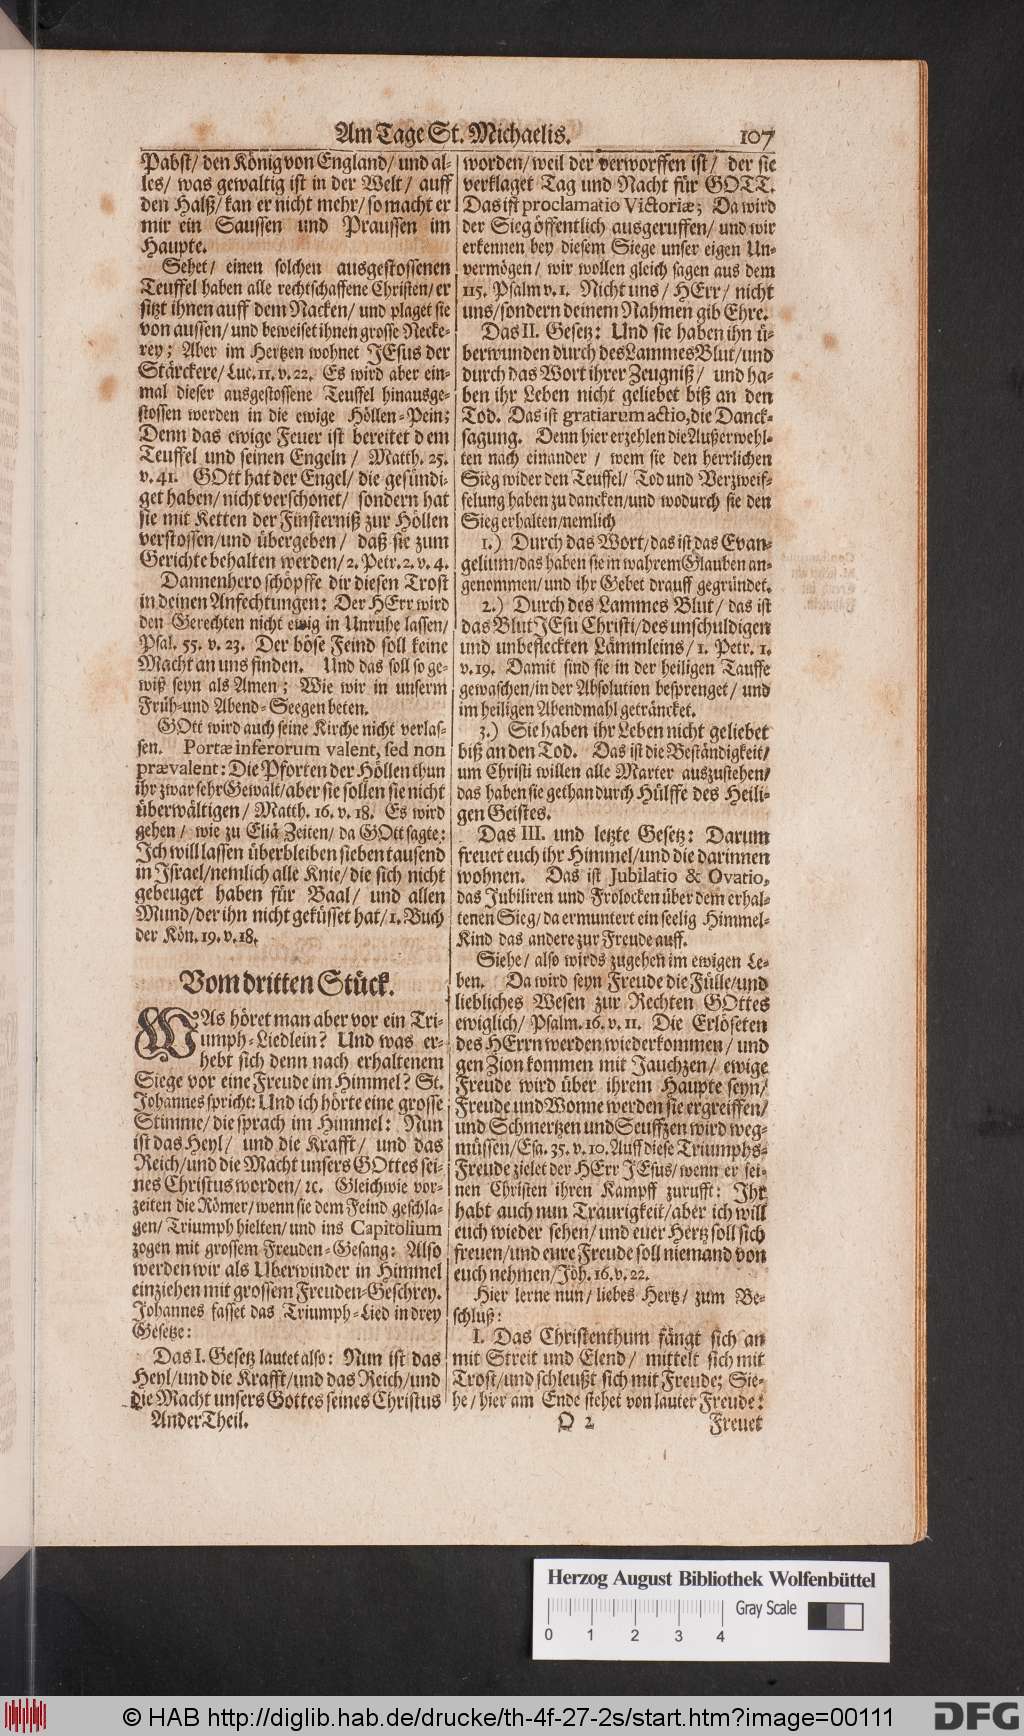 Am Tage St. Michaelis. 107
Pabst/ den König von England/ und al-
les/ was gewaltig ist in der Welt/ auff
den Halß/ kan er nicht mehr/ so macht er
mir ein Saussen und Praussen im
Haupte.
Sehet/ einen solchen ausgestossenen
Teuffel haben alle rechtschaffene Christen/ er
sitzt ihnen auff dem Nacken/ und plaget sie
von aussen/ und beweiset ihnen grosse Necke-
rey; Aber im Hertzen wohnet JEsus der
Stärckere/ Luc. 11. v. 22. Es wird aber ein-
mal dieser ausgestossene Teuffel hinausge-
stossen werden in die ewige Höllen-Pein;
Denn das ewige Feuer ist bereitet dem
Teuffel und seinen Engeln/ Matth. 25.
v. 41. GOtt hat der Engel/ die gesündi-
get haben/ nicht verschonet/ sondern hat
sie mit Ketten der Finsterniß zur Höllen
verstossen/ und übergeben/ daß sie zum
Gerichte behalten werden/ 2. Petr. 2. v. 4.
Dannenhero schöpffe dir diesen Trost
in deinen Anfechtungen: Der HErr wird
den Gerechten nicht ewig in Unruhe lassen/
Psal. 55. v. 23. Der böse Feind soll keine
Macht an uns finden. Und das soll so ge-
wiß seyn als Amen; Wie wir in unserm
Früh- und Abend-Seegen beten.
GOtt wird auch seine Kirche nicht verlas-
sen. Portæ inferorum valent, sed non
prævalent: Die Pforten der Höllen thun
ihr zwar sehr Gewalt/ aber sie sollen sie nicht
überwältigen/ Matth. 16. v. 18. Es wird
gehen/ wie zu Eliä Zeiten/ da GOtt sagte:
Ich will lassen überbleiben sieben tausend
in Israel/ nemlich alle Knie/ die sich nicht
gebeuget haben für Baal/ und allen
Mund/ der ihn nicht geküsset hat/ 1. Buch
der Kön. 19. v. 18.
Vom dritten Stück.
WAs höret man aber vor ein Tri-
umph-Liedlein? Und was er-
hebt sich denn nach erhaltenem
Siege vor eine Freude im Himmel? St.
Johannes spricht: Und ich hörte eine grosse
Stimme/ die sprach im Himmel: Nun
ist das Heyl/ und die Krafft/ und das
Reich/ und die Macht unsers GOttes sei-
nes Christus worden/ ꝛc. Gleichwie vor-
zeiten die Römer/ wenn sie dem Feind geschla-
gen/ Triumph hielten/ und ins Capitolium
zogen mit grossem Freuden-Gesang: Also
werden wir als Uberwinder in Himmel
einziehen mit grossem Freuden-Geschrey.
Johannes fasset das Triumph-Lied in drey
Gesetze:
Das I. Gesetz lautet also: Nun ist das
Heyl/ und die Krafft/ und das Reich/ und
die Macht unsers Gottes seines Christus
Ander Theil.
worden/ weil der verworffen ist/ der sie
verklaget Tag und Nacht für GOTT.
Das ist proclamatio Victoriæ; Da wird
der Sieg öffentlich ausgeruffen/ und wir
erkennen bey diesem Siege unser eigen Un-
vermögen/ wir wollen gleich sagen aus dem
115. Psalm v. 1. Nicht uns/ HErr/ nicht
uns/ sondern deinem Nahmen gib Ehre.
Das II. Gesetz: Und sie haben ihn ü-
berwunden durch des Lammes Blut/ und
durch das Wort ihrer Zeugniß/ und ha-
ben ihr Leben nicht geliebet biß an den
Tod. Das ist gratiarum actio, die Danck-
sagung. Denn hier erzehlen die Außerwehl-
ten nach einander/ wem sie den herrlichen
Sieg wider den Teuffel/ Tod und Verzweif-
felung haben zu dancken/ und wodurch sie den
Sieg erhalten/ nemlich
1.) Durch das Wort/ das ist das Evan-
gelium/ das haben sie in wahrem Glauben an-
genommen/ und ihr Gebet drauff gegründet.
2.) Durch des Lammes Blut/ das ist
das Blut JEsu Christi/ des unschuldigen
und unbefleckten Lämmleins/ 1. Petr. 1.
v. 19. Damit sind sie in der heiligen Tauffe
gewaschen/ in der Absolution besprenget/ und
im heiligen Abendmahl geträncket.
3.) Sie haben ihr Leben nicht geliebet
biß an den Tod. Das ist die Beständigkeit/
um Christi willen alle Marter auszustehen/
das haben sie gethan durch Hülffe des Heili-
gen Geistes.
Das III. und letzte Gesetz: Darum
freuet euch ihr Himmel/ und die darinnen
wohnen. Das ist Jubilatio & Ovatio,
das Jubiliren und Frolocken über dem erhal-
tenen Sieg/ da ermuntert ein seelig Himmel-
Kind das andere zur Freude auff.
Siehe/ also wirds zugehen im ewigen Le-
ben. Da wird seyn Freude die Fülle/ und
liebliches Wesen zur Rechten GOttes
ewiglich/ Psalm. 16. v. 11. Die Erlöseten
des HErrn werden wiederkommen/ und
gen Zion kommen mit Jauchzen/ ewige
Freude wird über ihrem Haupte seyn/
Freude und Wonne werden sie ergreiffen/
und Schmertzen und Seuffzen wird weg-
müssen/ Esa. 35. v. 10. Auff diese Triumphs-
Freude zielet der HErr JEsus/ wenn er sei-
nen Christen ihren Kampff zurufft: Ihr
habt auch nun Traurigkeit/ aber ich will
euch wieder sehen/ und euer Hertz soll sich
freuen/ und eure Freude soll niemand von
euch nehmen/ Joh. 16. v. 22.
Hier lerne nun/ liebes Hertz/ zum Be-
schluß:
I. Das Christenthum fängt sich an
mit Streit und Elend/ mittelt sich mit
Trost/ und schleußt sich mit Freude; Sie-
he/ hier am Ende stehet von lauter Freude:
O 2 Freuet
Herzog August Bibliothek Wolfenbüttel
Gray Scale
0 1 2 3 4
© HAB http://diglib.hab.de/drucke/th-4f-27-2s/start.htm?image=00111
DFG